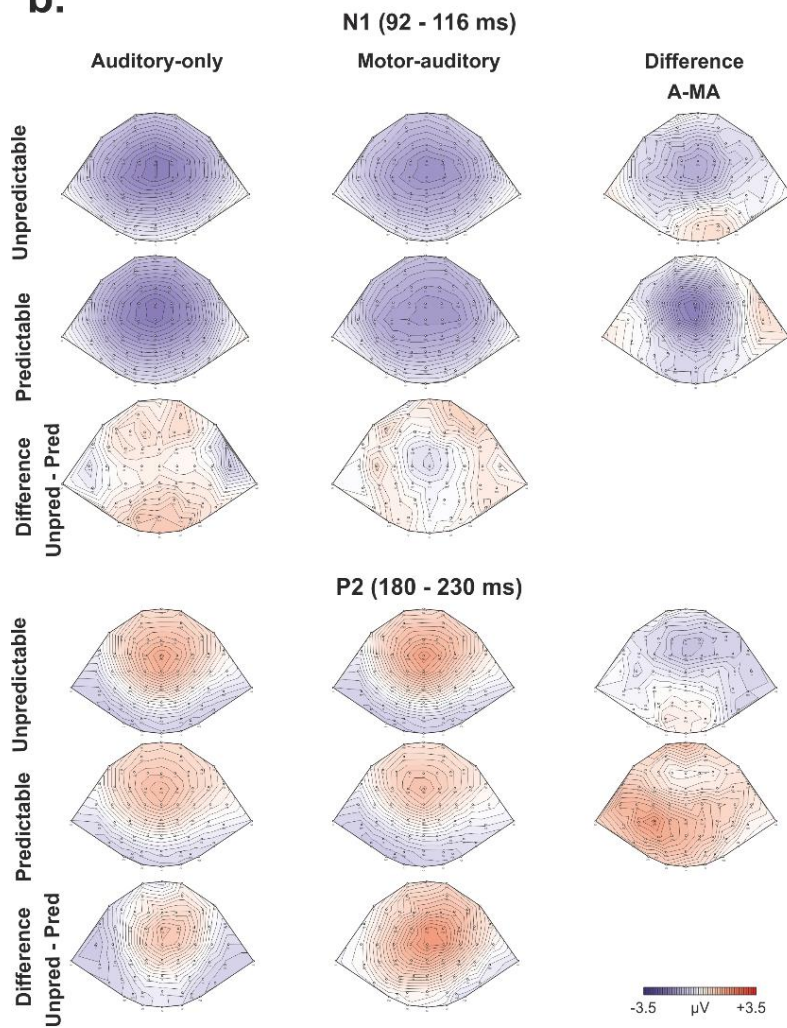 b.
N1 (92 - 116 ms)
Auditory-only Motor-auditory Difference
A-MA
Unpredictable
Predictable
Difference
Unpred - Pred
P2 (180 - 230 ms)
Unpredictable
Predictable
Difference
Unpred - Pred
-3.5 µV +3.5